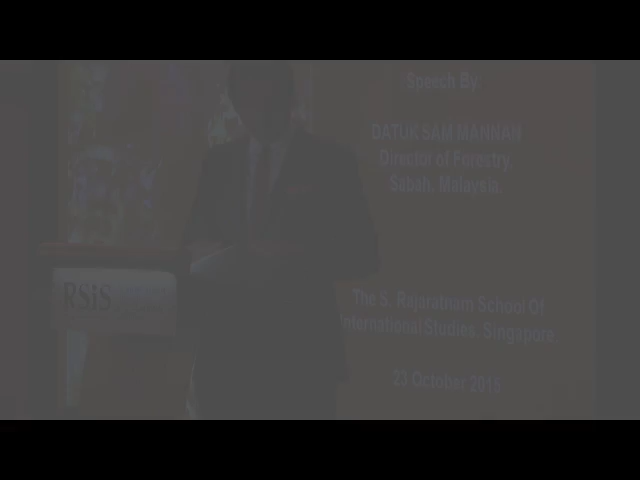 Speech By
DATUK SAM MANNAN
Director of Forestry,
Sabah, Malaysia.
RSiS
The S. Rajaratnam School Of
International Studies, Singapore
23 October 2015